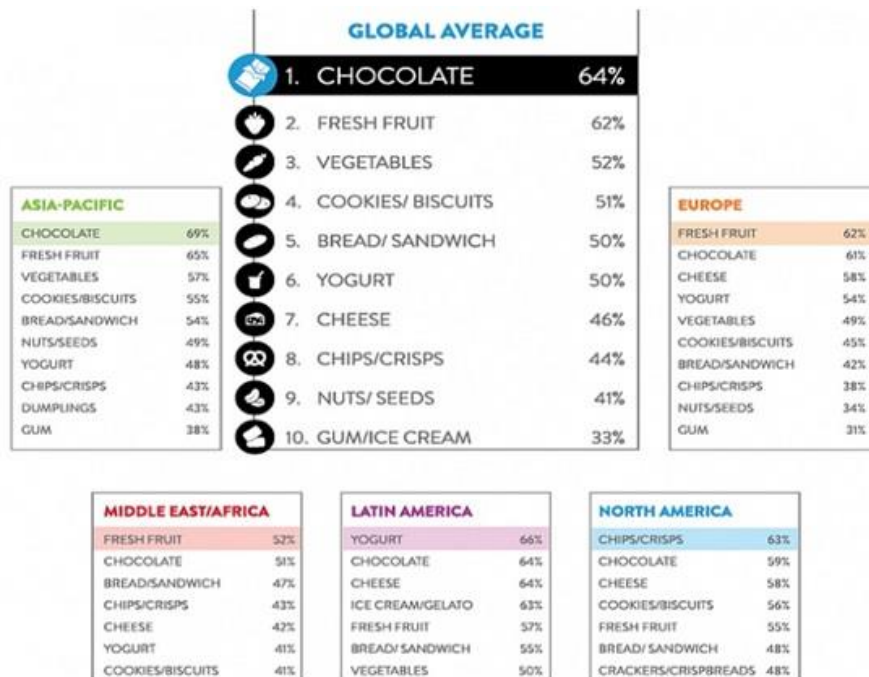 GLOBAL AVERAGE
1. CHOCOLATE 64%
2. FRESH FRUIT 62%
3. VEGETABLES 52%
4. COOKIES/ BISCUITS 51%
5. BREAD/ SANDWICH 50%
6. YOGURT 50%
7. CHEESE 46%
8. CHIPS/CRISPS 44%
9. NUTS/ SEEDS 41%
10. GUM/ICE CREAM 33%
ASIA-PACIFIC
CHOCOLATE 69%
FRESH FRUIT 65%
VEGETABLES 57%
COOKIES/BISCUITS 55%
BREAD/SANDWICH 54%
NUTS/SEEDS 49%
YOGURT 48%
CHIPS/CRISPS 43%
DUMPLINGS 43%
GUM 38%
EUROPE
FRESH FRUIT 62%
CHOCOLATE 61%
CHEESE 58%
YOGURT 54%
VEGETABLES 49%
COOKIES/BISCUITS 45%
BREAD/SANDWICH 42%
CHIPS/CRISPS 38%
NUTS/SEEDS 34%
GUM 31%
MIDDLE EAST/AFRICA
FRESH FRUIT 52%
CHOCOLATE 51%
BREAD/SANDWICH 47%
CHIPS/CRISPS 43%
CHEESE 42%
YOGURT 41%
COOKIES/BISCUITS 41%
LATIN AMERICA
YOGURT 66%
CHOCOLATE 64%
CHEESE 64%
ICE CREAM/GELATO 63%
FRESH FRUIT 57%
BREAD/ SANDWICH 55%
VEGETABLES 50%
NORTH AMERICA
CHIPS/CRISPS 63%
CHOCOLATE 59%
CHEESE 58%
COOKIES/BISCUITS 56%
FRESH FRUIT 55%
BREAD/ SANDWICH 48%
CRACKERS/CRISPBREADS 48%